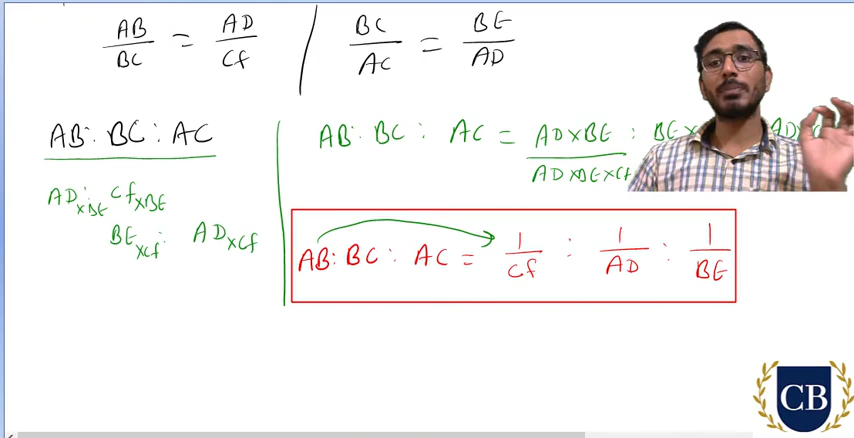 AB/BC = AD/Cf / BC/AC = BE/AD
AB : BC : AC
AD : Cf
×BE ×BE
BE : AD
×Cf ×Cf
AB : BC : AC = AD×BE/AD×BE×Cf :
AB : BC : AC = 1/Cf : 1/AD : 1/BE
CB